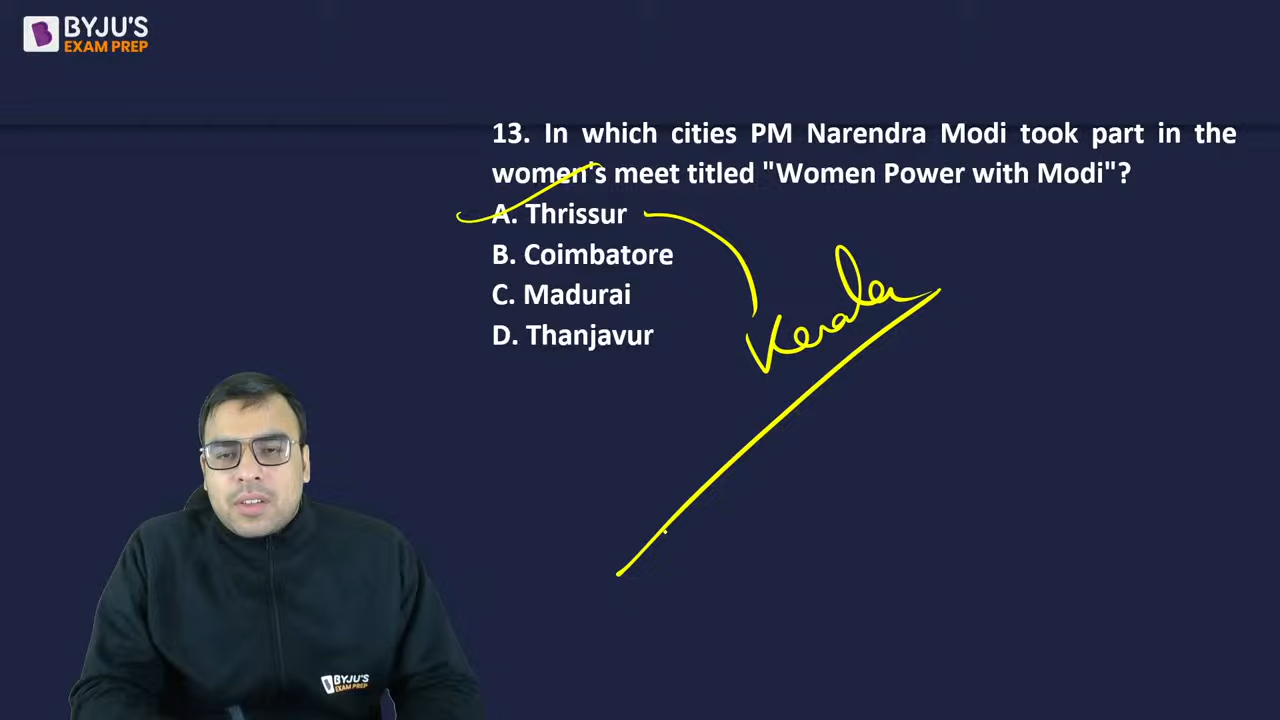 BYJU'S
EXAM PREP
13. In which cities PM Narendra Modi took part in the
women's meet titled "Women Power with Modi"?
A. Thrissur
B. Coimbatore
C. Madurai
D. Thanjavur
Kerala
BYJU'S
EXAM PREP